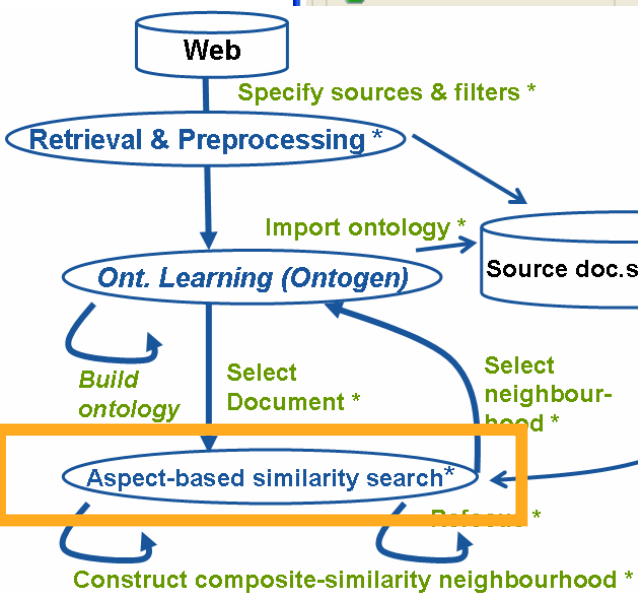 Web
Specify sources & filters *
Retrieval & Preprocessing *
Import ontology *
Ont. Learning (Ontogen)
Source doc.s
Build
ontology
Select
Document *
Select
neighbour-
hood *
Aspect-based similarity search*
Refocus *
Construct composite-similarity neighbourhood *